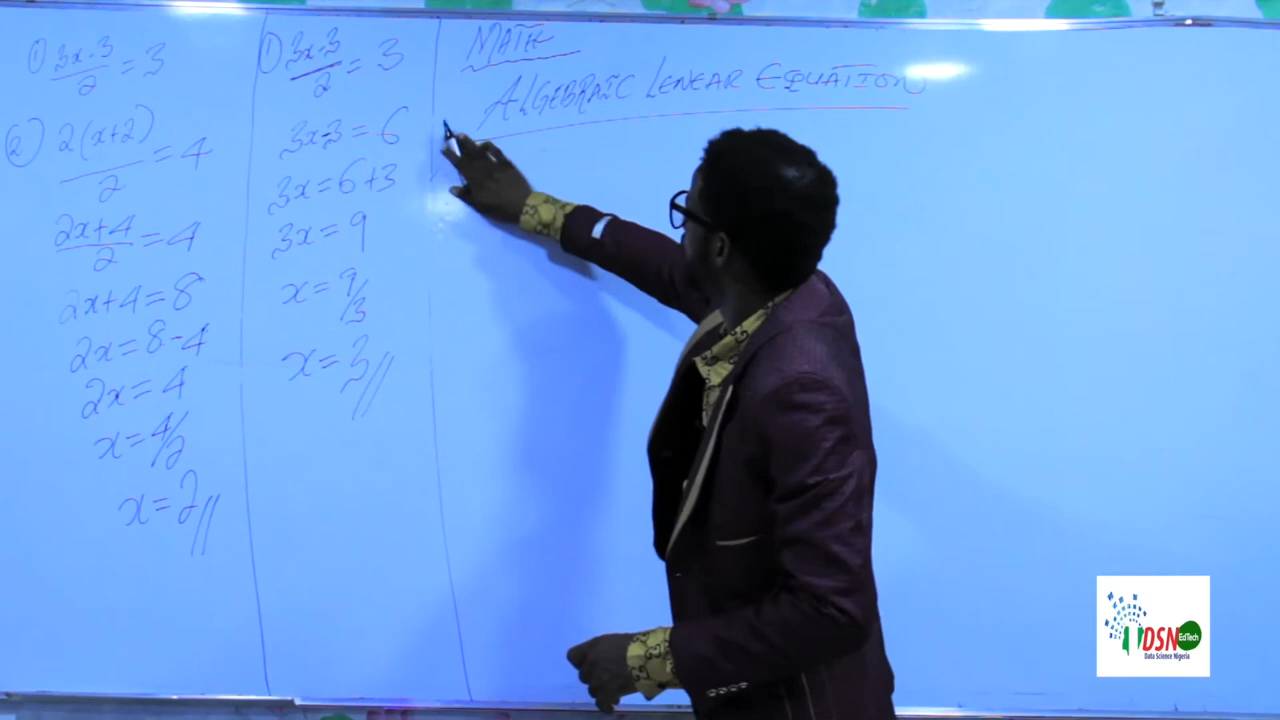 ① 3x-3/2 = 3
② 2(x+2)/2 = 4
2x+4/2 = 4
2x+4 = 8
2x = 8-4
2x = 4
x = 4/2
x = 2//
① 3x-3/2 = 3
3x-3 = 6
3x = 6+3
3x = 9
x = 9/3
x = 3//
MATH
ALGEBRAIC LENEAR EQUATION
DSN EdTech
Data Science Nigeria